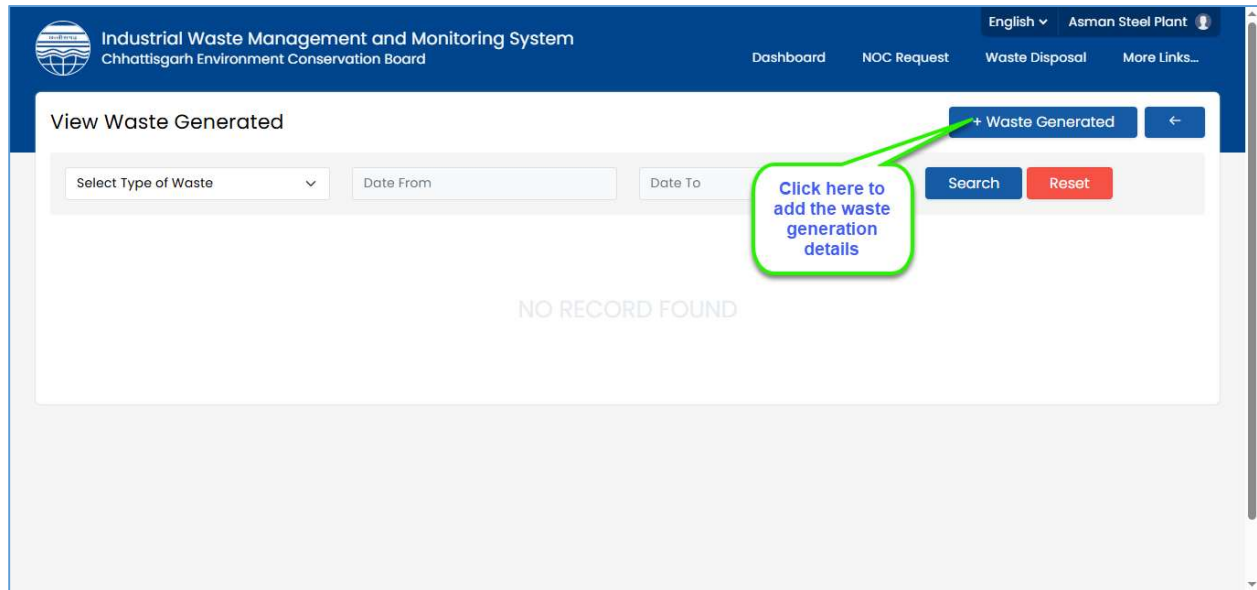 English
Asman Steel Plant
Industrial Waste Management and Monitoring System
Chhattisgarh Environment Conservation Board
Dashboard
NOC Request
Waste Disposal
More Links...
View Waste Generated
+ Waste Generated
←
Select Type of Waste
Date From
Date To
Search
Reset
Click here to
add the waste
generation
details
NO RECORD FOUND